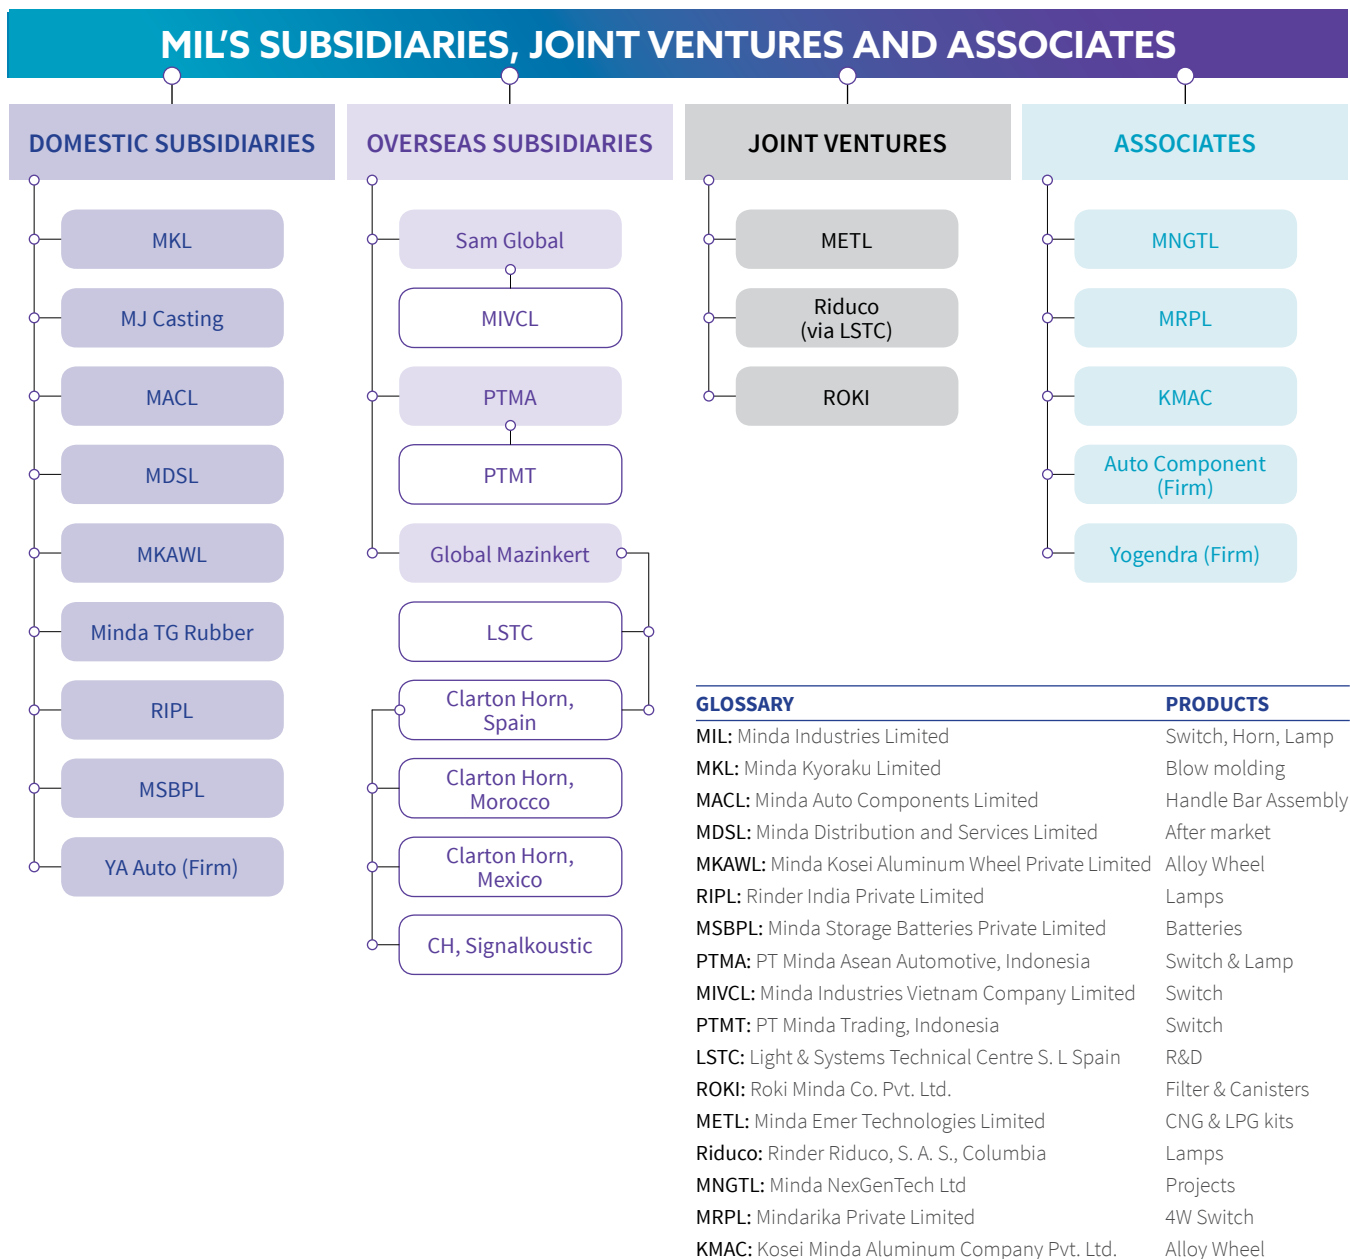 MIL'S SUBSIDIARIES, JOINT VENTURES AND ASSOCIATES
DOMESTIC SUBSIDIARIES
MKL
MJ Casting
MACL
MDSL
MKAWL
Minda TG Rubber
RIPL
MSBPL
YA Auto (Firm)
OVERSEAS SUBSIDIARIES
Sam Global
MIVCL
PTMA
PTMT
Global Mazinkert
LSTC
Clarton Horn,
Spain
Clarton Horn,
Morocco
Clarton Horn,
Mexico
CH, Signalkoustic
JOINT VENTURES
METL
Riduco
(via LSTC)
ROKI
ASSOCIATES
MNGTL
MRPL
KMAC
Auto Component
(Firm)
Yogendra (Firm)
GLOSSARY PRODUCTS
MIL: Minda Industries Limited Switch, Horn, Lamp
MKL: Minda Kyoraku Limited Blow molding
MACL: Minda Auto Components Limited Handle Bar Assembly
MDSL: Minda Distribution and Services Limited After market
MKAWL: Minda Kosei Aluminum Wheel Private Limited Alloy Wheel
RIPL: Rinder India Private Limited Lamps
MSBPL: Minda Storage Batteries Private Limited Batteries
PTMA: PT Minda Asean Automotive, Indonesia Switch & Lamp
MIVCL: Minda Industries Vietnam Company Limited Switch
PTMT: PT Minda Trading, Indonesia Switch
LSTC: Light & Systems Technical Centre S. L Spain R&D
ROKI: Roki Minda Co. Pvt. Ltd. Filter & Canisters
METL: Minda Emer Technologies Limited CNG & LPG kits
Riduco: Rinder Riduco, S. A. S., Columbia Lamps
MNGTL: Minda NexGenTech Ltd Projects
MRPL: Mindarika Private Limited 4W Switch
KMAC: Kosei Minda Aluminum Company Pvt. Ltd. Alloy Wheel